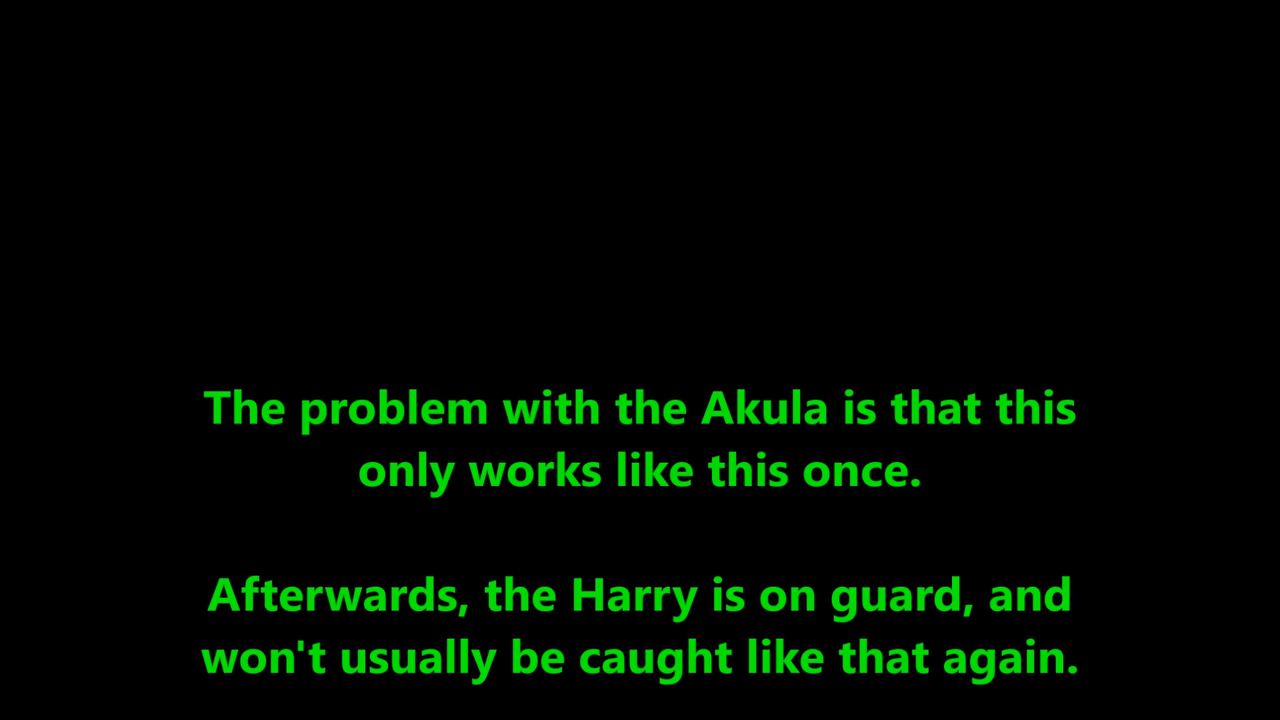 The problem with the Akula is that this
only works like this once.
Afterwards, the Harry is on guard, and
won't usually be caught like that again.